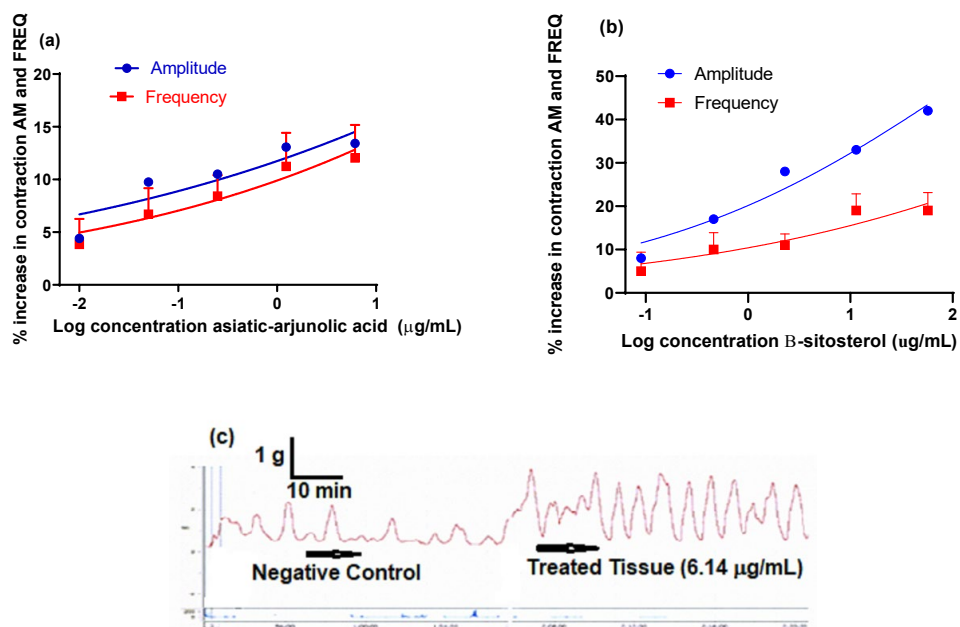 (a)
% increase in contraction AM and FREQ
Amplitude
Frequency
20
15
10
5
0
-2 -1 0 1
Log concentration asiatic-arjunolic acid (μg/mL)
(b)
% increase in contraction AM and FREQ
Amplitude
Frequency
50
40
30
20
10
0
-1 0 1 2
Log concentration B-sitosterol (ug/mL)
(c)
1 g
10 min
Negative Control
Treated Tissue (6.14 μg/mL)